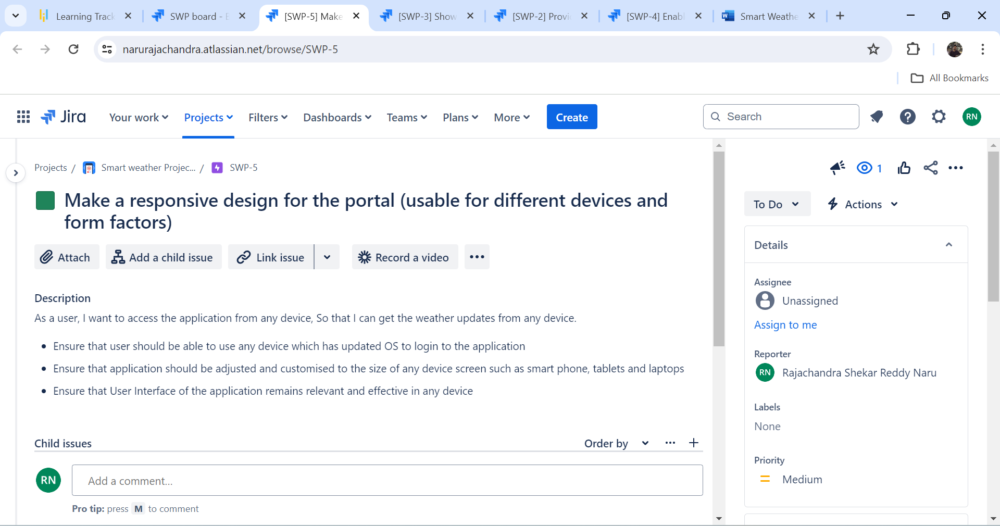 Learning Track
SWP board - B
[SWP-5] Make
[SWP-3] Show
[SWP-2] Provi
[SWP-4] Enabl
Smart Weathe
narurajachandra.atlassian.net/browse/SWP-5
All Bookmarks
Jira
Your work
Projects
Filters
Dashboards
Teams
Plans
More
Create
Search
RN
Projects / Smart weather Projec... / SWP-5
1
Make a responsive design for the portal (usable for different devices and
form factors)
To Do
Actions
Attach
Add a child issue
Link issue
Record a video
Details
Description
As a user, I want to access the application from any device, So that I can get the weather updates from any device.
• Ensure that user should be able to use any device which has updated OS to login to the application
• Ensure that application should be adjusted and customised to the size of any device screen such as smart phone, tablets and laptops
• Ensure that User Interface of the application remains relevant and effective in any device
Assignee
Unassigned
Assign to me
Reporter
RN Rajachandra Shekar Reddy Naru
Labels
None
Priority
Medium
Child issues
Order by
RN
Add a comment...
Pro tip: press M to comment